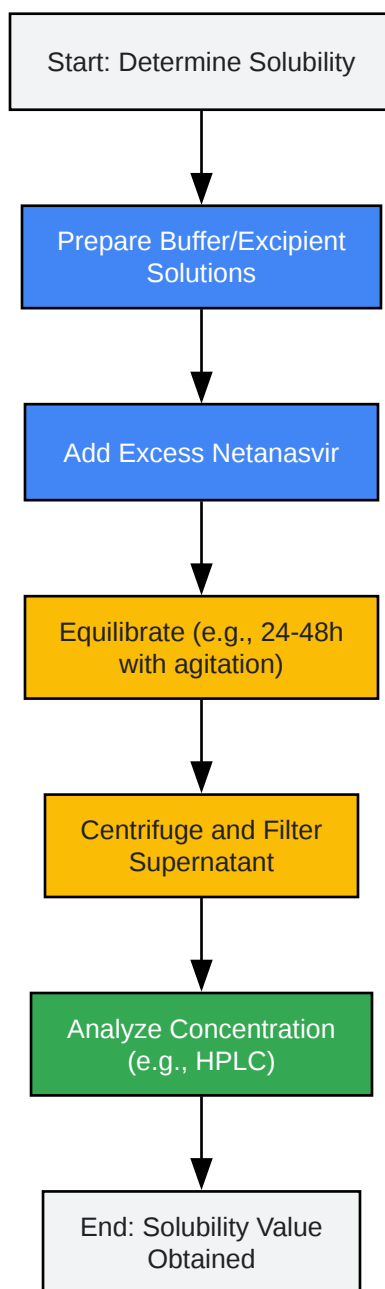 Start: Determine Solubility
Prepare Buffer/Excipient
Solutions
Add Excess Netanasvir
Equilibrate (e.g., 24-48h
with agitation)
Centrifuge and Filter
Supernatant
Analyze Concentration
(e.g., HPLC)
End: Solubility Value
Obtained